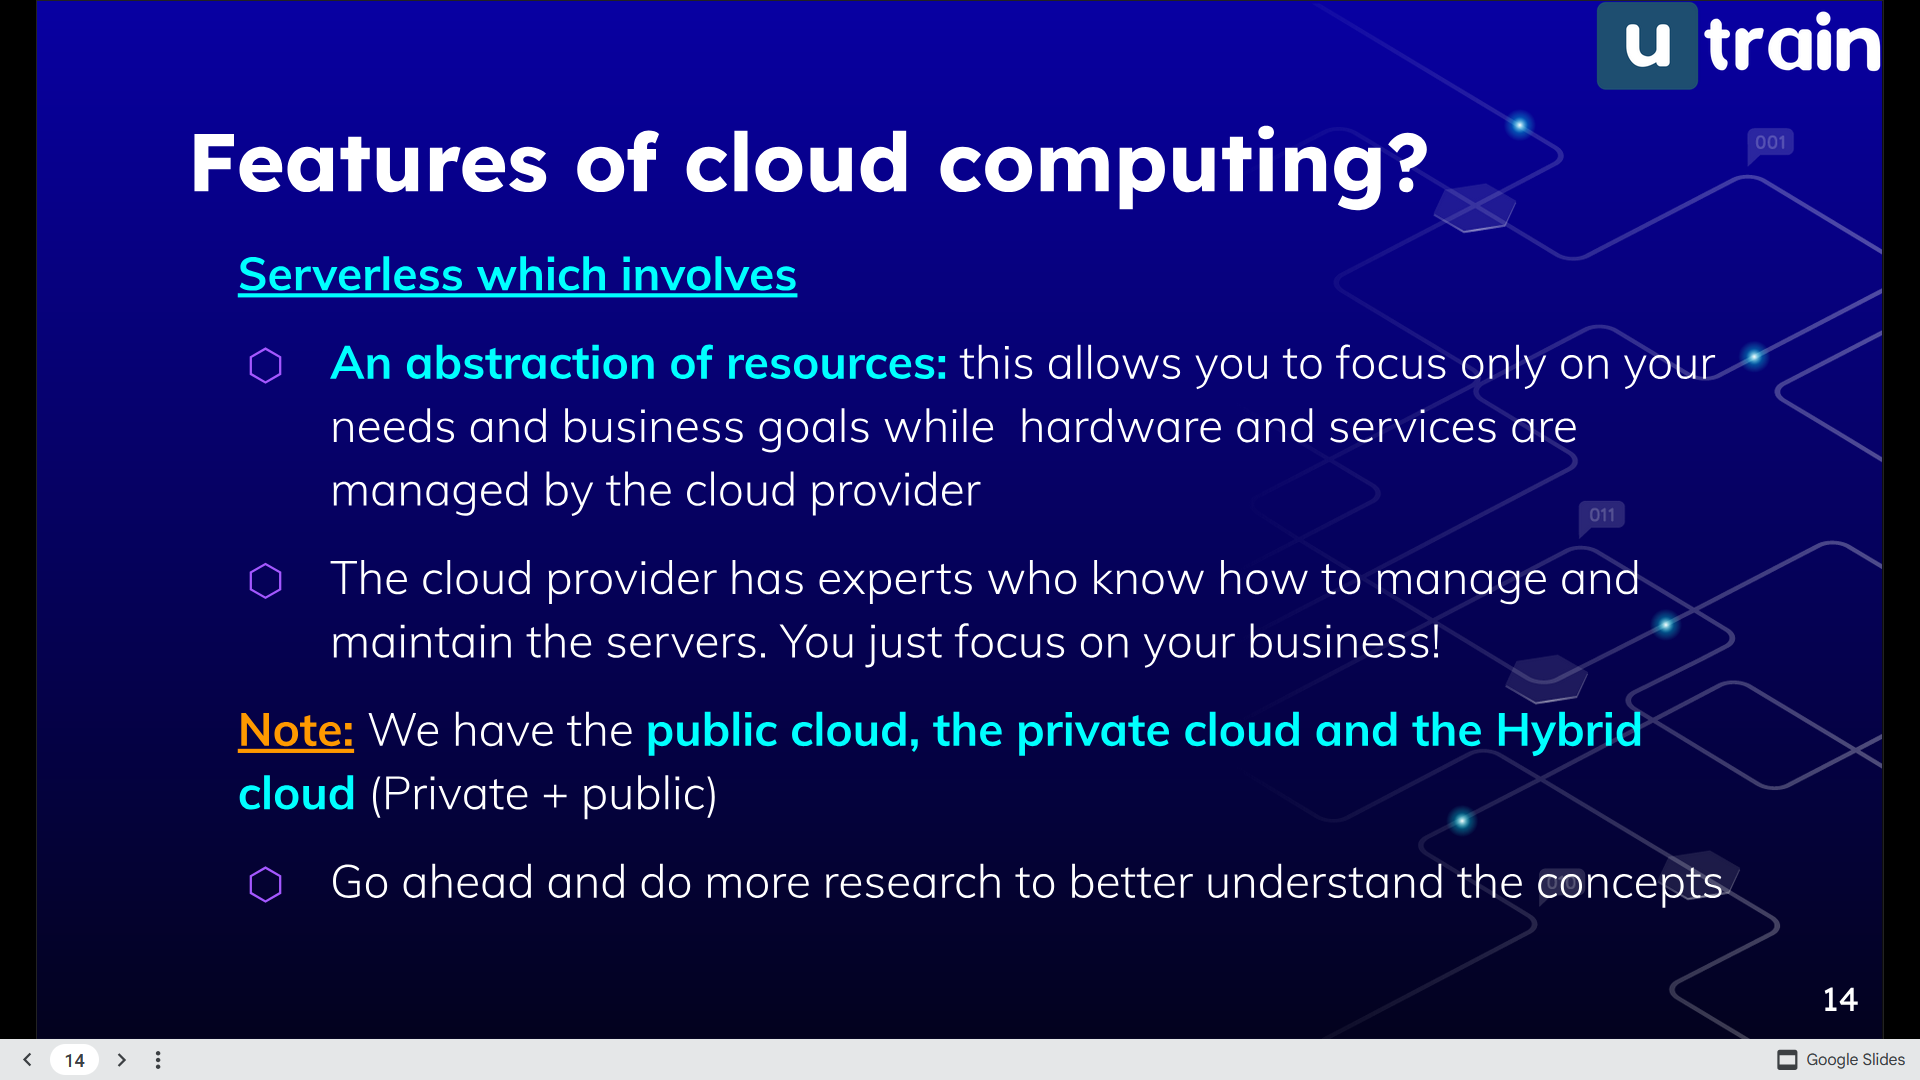 u train
001
Features of cloud computing?
Serverless which involves
An abstraction of resources: this allows you to focus only on your
needs and business goals while  hardware and services are
managed by the cloud provider
011
The cloud provider has experts who know how to manage and
maintain the servers. You just focus on your business!
Note: We have the public cloud, the private cloud and the Hybrid
cloud (Private + public)
Go ahead and do more research to better understand the concepts
14
14
Google Slides